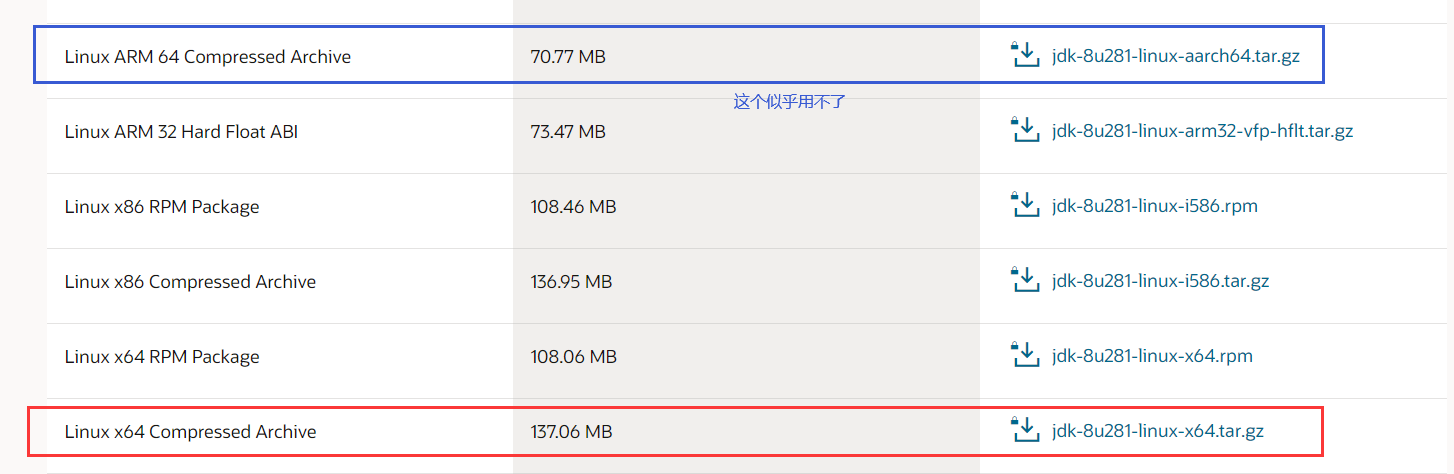 Linux ARM 64 Compressed Archive 70.77 MB jdk-8u281-linux-aarch64.tar.gz
这个似乎用不了
Linux ARM 32 Hard Float ABI 73.47 MB jdk-8u281-linux-arm32-vfp-hflt.tar.gz
Linux x86 RPM Package 108.46 MB jdk-8u281-linux-i586.rpm
Linux x86 Compressed Archive 136.95 MB jdk-8u281-linux-i586.tar.gz
Linux x64 RPM Package 108.06 MB jdk-8u281-linux-x64.rpm
Linux x64 Compressed Archive 137.06 MB jdk-8u281-linux-x64.tar.gz